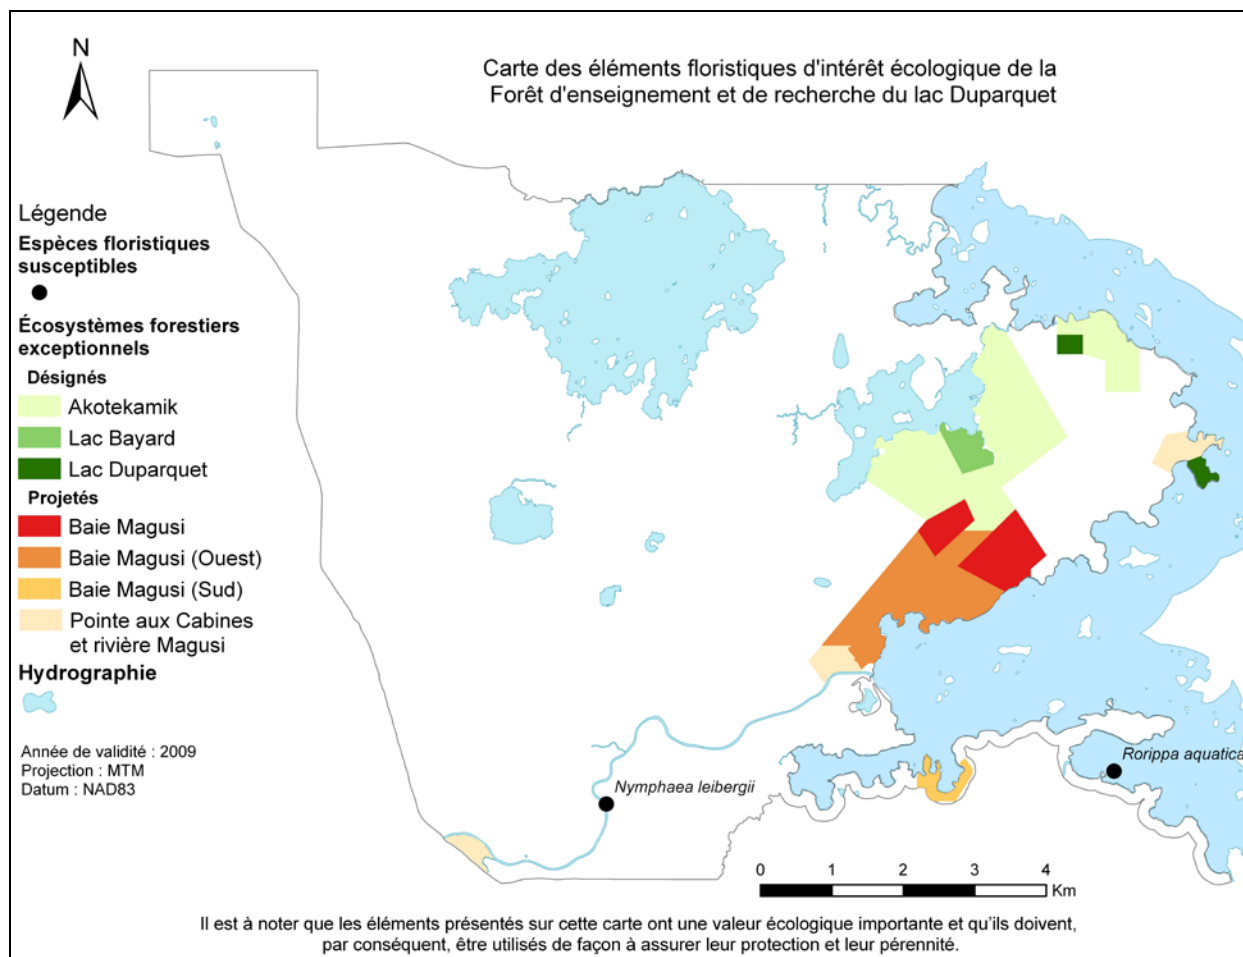 N
Carte des éléments floristiques d'intérêt écologique de la
Forêt d'enseignement et de recherche du lac Duparquet
Légende
Espèces floristiques
susceptibles
Écosystèmes forestiers
exceptionnels
Désignés
Akotekamik
Lac Bayard
Lac Duparquet
Projetés
Baie Magusi
Baie Magusi (Ouest)
Baie Magusi (Sud)
Pointe aux Cabines
et rivière Magusi
Hydrographie
Année de validité : 2009
Projection : MTM
Datum : NAD83
Nymphaea leibergii
Rorippa aquatica
0 1 2 3 4
Km
Il est à noter que les éléments présentés sur cette carte ont une valeur écologique importante et qu'ils doivent,
par conséquent, être utilisés de façon à assurer leur protection et leur pérennité.